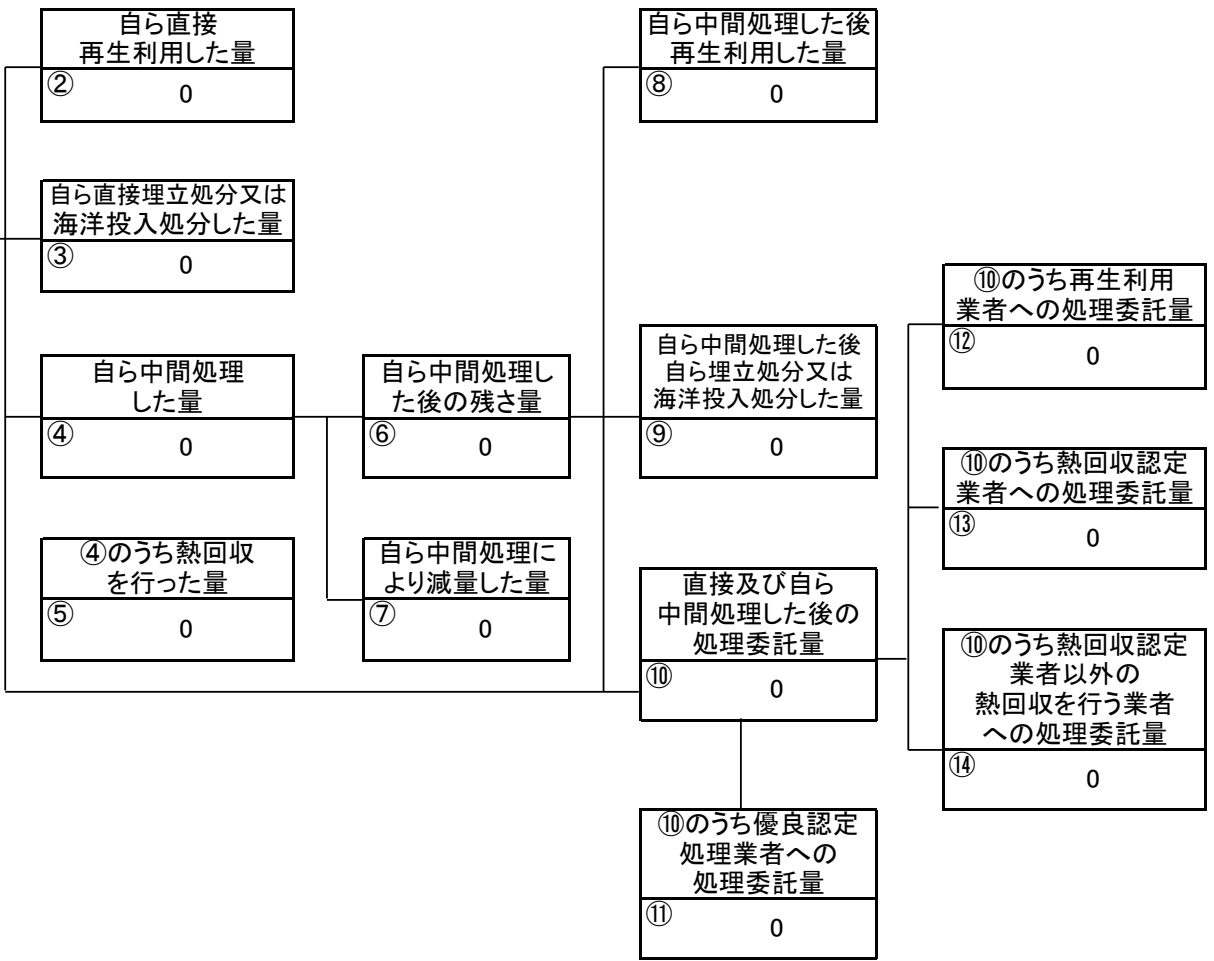 自ら直接
再生利用した量
② 0
自ら直接埋立処分又は
海洋投入処分した量
③ 0
自ら中間処理
した量
④ 0
④のうち熱回収
を行った量
⑤ 0
自ら中間処理し
た後の残さ量
⑥ 0
自ら中間処理に
より減量した量
⑦ 0
自ら中間処理した後
再生利用した量
⑧ 0
自ら中間処理した後
自ら埋立処分又は
海洋投入処分した量
⑨ 0
直接及び自ら
中間処理した後の
処理委託量
⑩ 0
⑩のうち優良認定
処理業者への
処理委託量
⑪ 0
⑩のうち再生利用
業者への処理委託量
⑫ 0
⑩のうち熱回収認定
業者への処理委託量
⑬ 0
⑩のうち熱回収認定
業者以外の
熱回収を行う業者
への処理委託量
⑭ 0